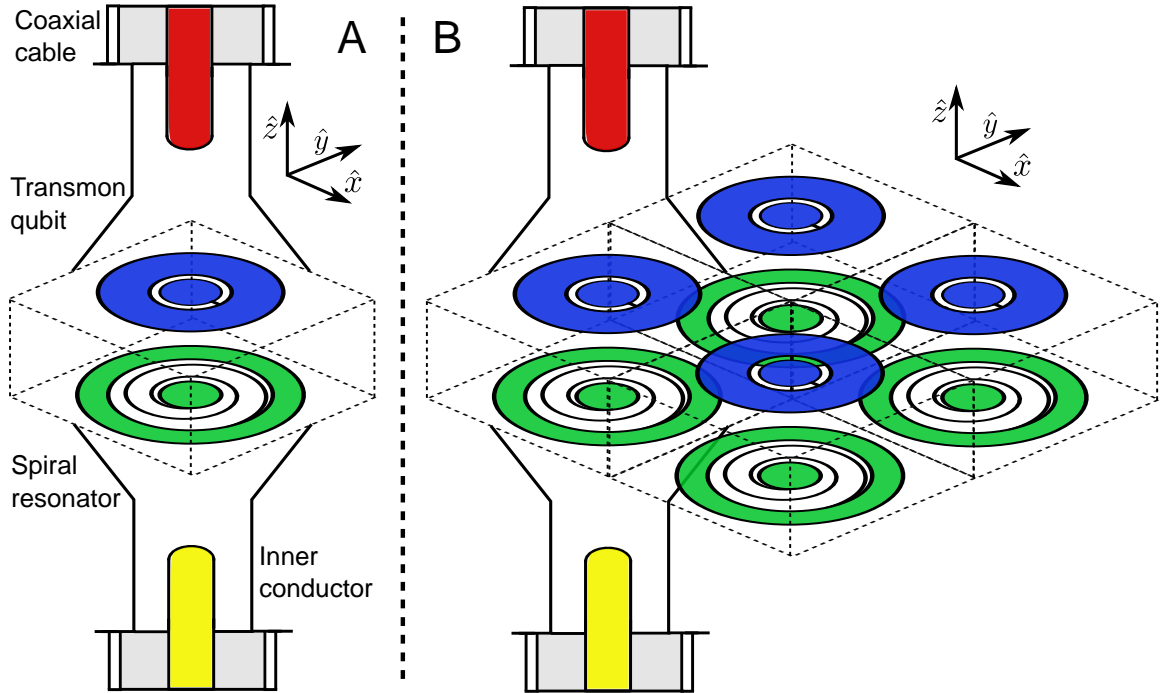 Coaxial
cable
A
B
ẑ
ŷ
x̂
ẑ
ŷ
x̂
Transmon
qubit
Spiral
resonator
Inner
conductor